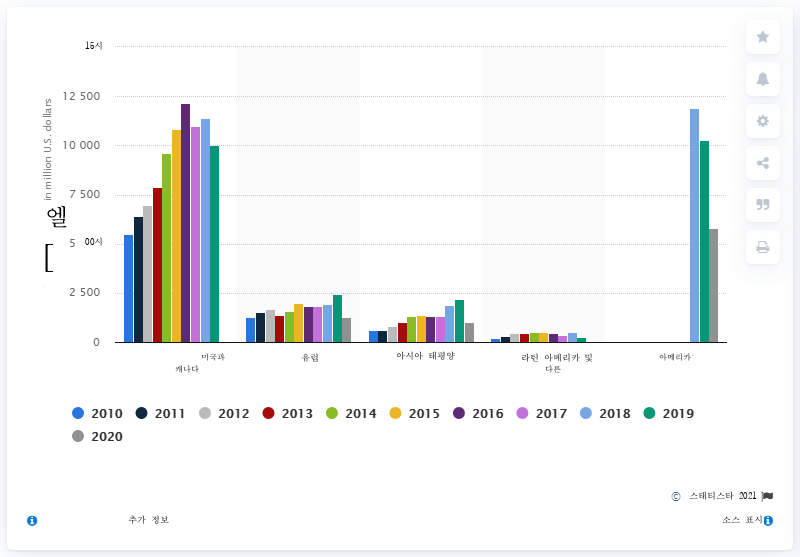 15시
12 500
10 000
7 500
5 00시
2 500
0
in million U.S. dollars
엘
[
미국과
캐나다
유럽
아시아 태평양
라틴 아메리카 및
다른
아메리카
2010 2011 2012 2013 2014 2015 2016 2017 2018 2019
2020
© 스태티스타 2021
추가 정보
소스 표시